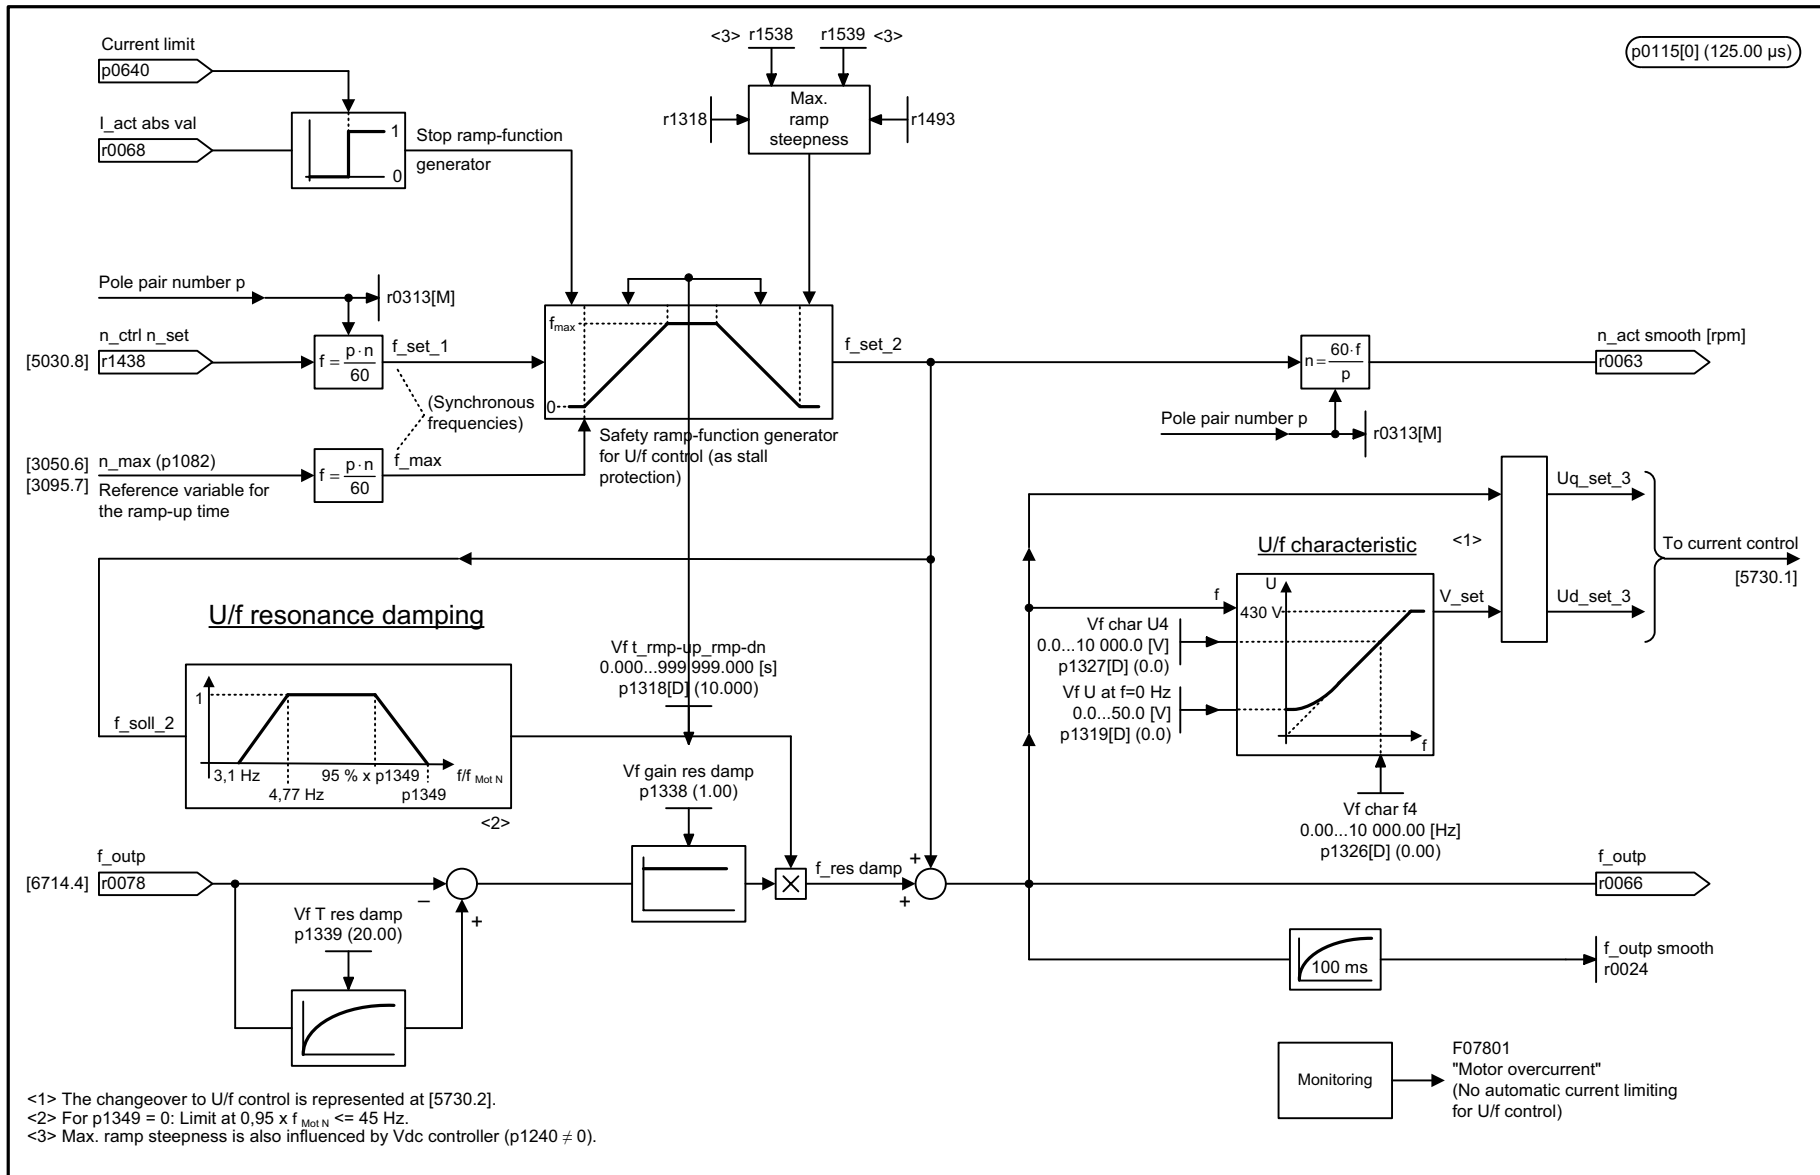 Current limit
p0640
I_act abs val
r0068
1
0
Stop ramp-function
generator
<3> r1538
r1539 <3>
r1318
Max.
ramp
steepness
r1493
p0115[0] (125.00 µs)
Pole pair number p
r0313[M]
n_ctrl n_set
[5030.8] r1438
f = p·n
60
f_set_1
(Synchronous
frequencies)
[3050.6] n_max (p1082)
[3095.7]
Reference variable for
the ramp-up time
f = p·n
60
f_max
fmax
0
Safety ramp-function generator
for U/f control (as stall
protection)
f_set_2
n = 60·f
p
n_act smooth [rpm]
r0063
Pole pair number p
r0313[M]
Uq_set_3
U/f characteristic
<1>
To current control
[5730.1]
f
U
430 V
V_set
Ud_set_3
Vf char U4
0.0...10 000.0 [V]
p1327[D] (0.0)
Vf U at f=0 Hz
0.0...50.0 [V]
p1319[D] (0.0)
f
Vf char f4
0.00...10 000.00 [Hz]
p1326[D] (0.00)
U/f resonance damping
Vf t_rmp-up_rmp-dn
0.000...999 999.000 [s]
p1318[D] (10.000)
f_soll_2
1
3,1 Hz
95 % x p1349
f/f Mot N
4,77 Hz
p1349
<2>
Vf gain res damp
p1338 (1.00)
f_outp
[6714.4] r0078
–
+
Vf T res damp
p1339 (20.00)
X
f_res damp
+
+
f_outp
r0066
100 ms
f_outp smooth
r0024
Monitoring
F07801
"Motor overcurrent"
(No automatic current limiting
for U/f control)
<1> The changeover to U/f control is represented at [5730.2].
<2> For p1349 = 0: Limit at 0,95 x f Mot N <= 45 Hz.
<3> Max. ramp steepness is also influenced by Vdc controller (p1240 ≠ 0).